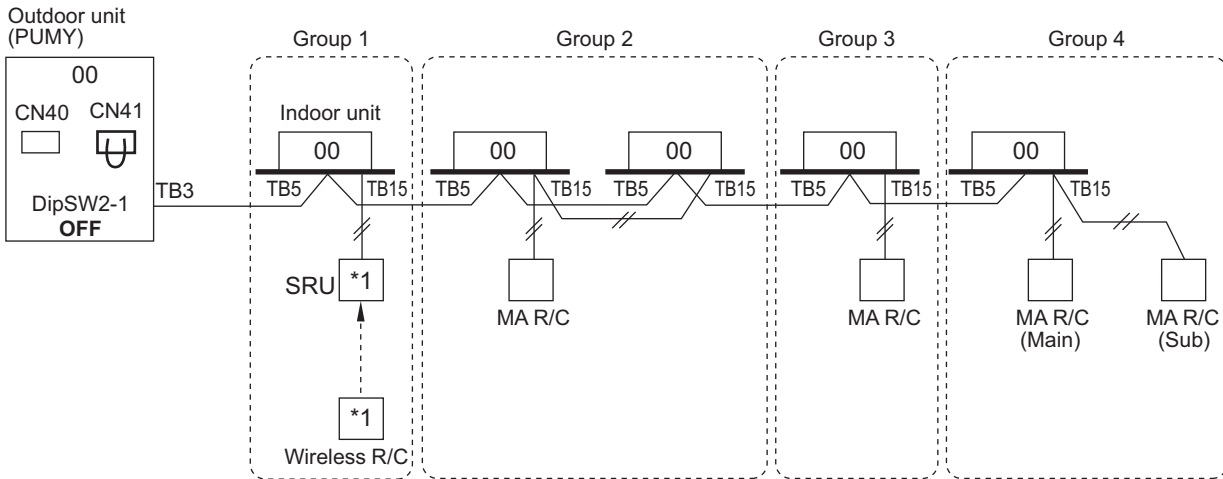 Outdoor unit
(PUMY)
00
CN40 CN41
DipSW2-1
OFF
TB3
Group 1
Indoor unit
00
TB5 TB15
SRU *1
*1
Wireless R/C
Group 2
00 00
TB5 TB15 TB5 TB15
MA R/C
Group 3
00
TB5 TB15
MA R/C
Group 4
00
TB5 TB15
MA R/C
(Main)
MA R/C
(Sub)